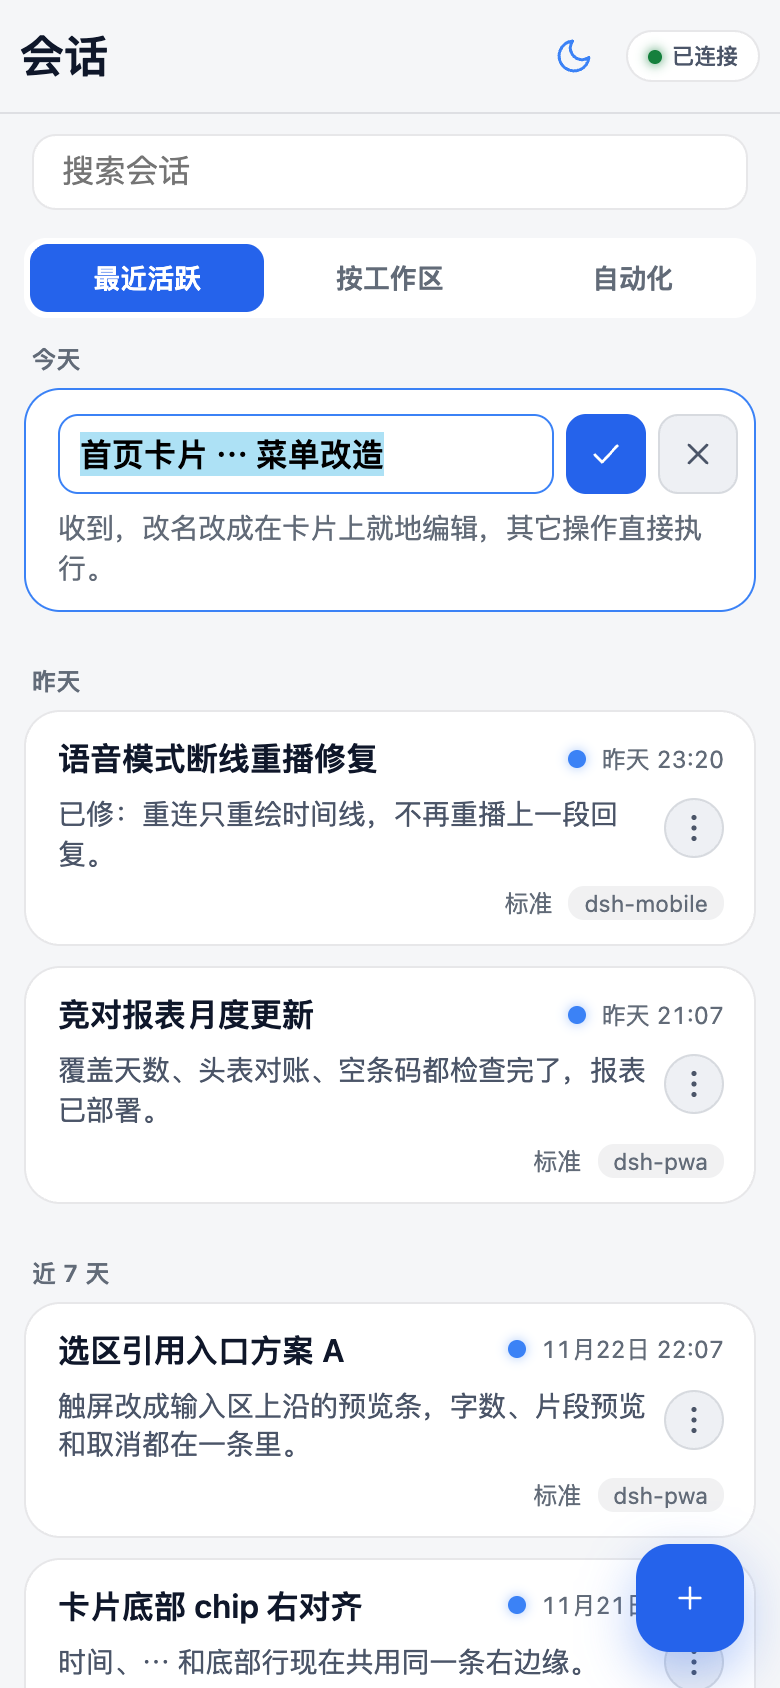 会话
已连接
搜索会话
最近活跃
按工作区
自动化
今天
首页卡片 ⋯ 菜单改造
收到，改名改成在卡片上就地编辑，其它操作直接执
行。
昨天
语音模式断线重播修复
昨天 23:20
已修：重连只重绘时间线，不再重播上一段回
复。
标准 dsh-mobile
竞对报表月度更新
昨天 21:07
覆盖天数、头表对账、空条码都检查完了，报表
已部署。
标准 dsh-pwa
近 7 天
选区引用入口方案 A
11月22日 22:07
触屏改成输入区上沿的预览条，字数、片段预览
和取消都在一条里。
标准 dsh-pwa
卡片底部 chip 右对齐
11月21日
时间、⋯ 和底部行现在共用同一条右边缘。